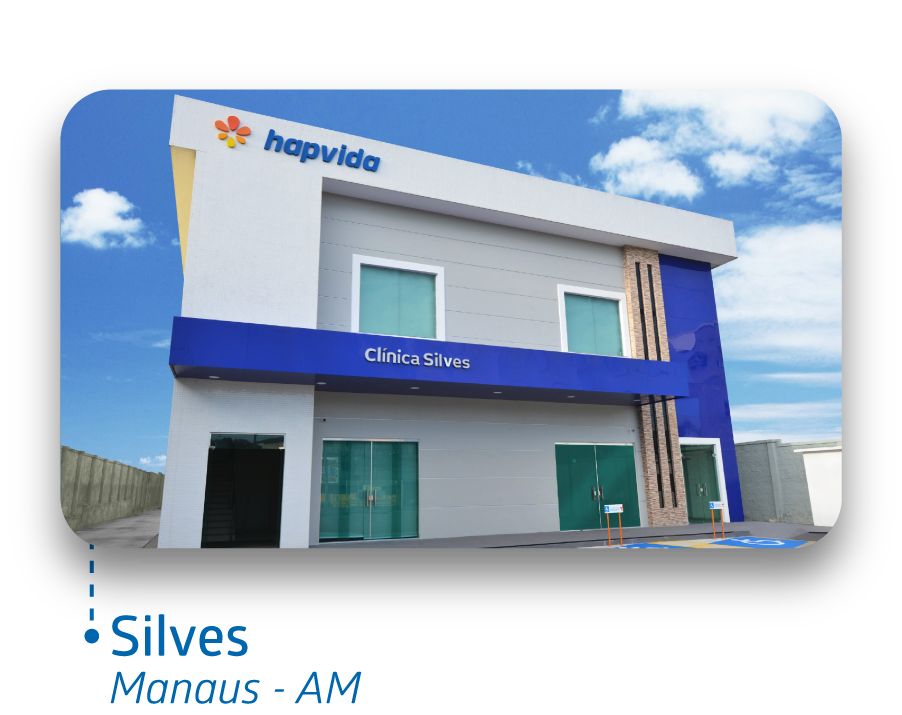 hapvida
Clínica Silves
Silves
Manaus - AM